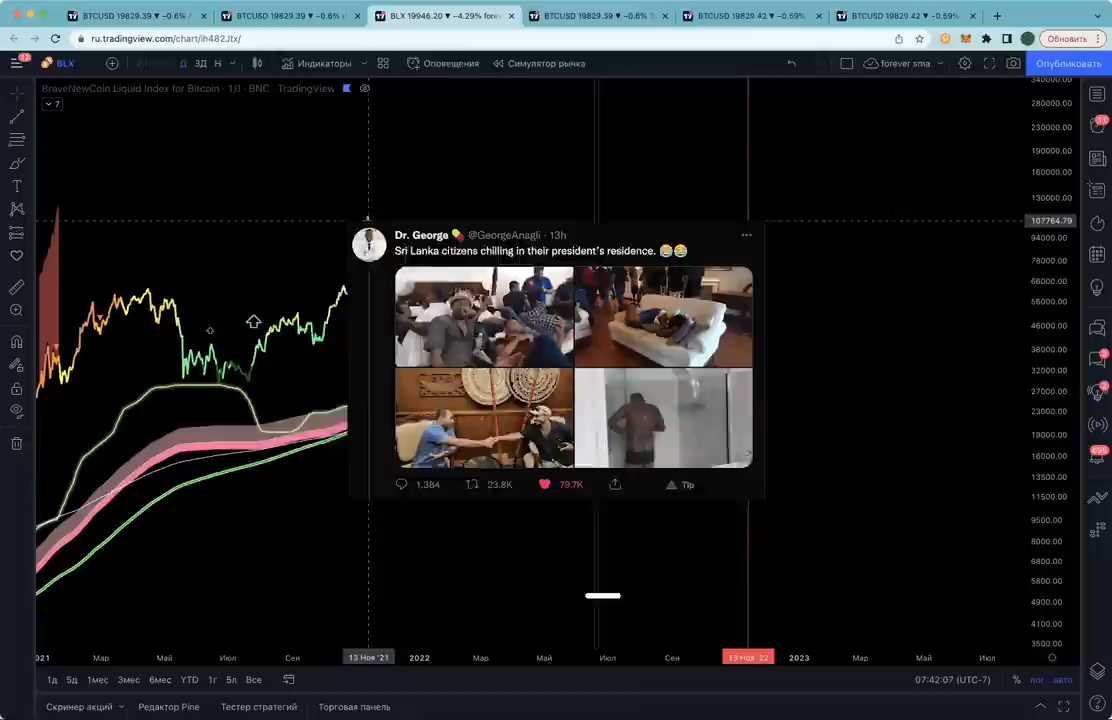 BTCUSD 19829.39 ▼ −0.6%
BTCUSD 19829.39 ▼ −0.6%
BLX 19946.20 ▼ −4.29% fore
BTCUSD 19829.39 ▼ −0.6%
BTCUSD 19829.42 ▼ −0.59%
BTCUSD 19829.42 ▼ −0.59%
ru.tradingview.com/chart/ih482Jtx/
Обновить
BLX
Д
3Д
Н
Индикаторы
Оповещения
Симулятор рынка
forever sma
Опубликовать
BraveNewCoin Liquid Index for Bitcoin · 1Д · BNC
TradingView
7
340000.00
280000.00
230000.00
190000.00
160000.00
130000.00
107764.79
94000.00
78000.00
66000.00
56000.00
46000.00
38000.00
32000.00
27000.00
23000.00
19000.00
16000.00
13500.00
11500.00
9500.00
8000.00
6800.00
5800.00
4900.00
4100.00
3500.00
Dr. George 💊 @GeorgeAnagli · 13h
Sri Lanka citizens chilling in their president's residence. 😂😂
1,384
23.8K
79.7K
Tip
13
3
2
696
021
Мар
Май
Июл
Сен
13 Ноя '21
2022
Мар
Май
Июл
Сен
13 Ноя '22
2023
Мар
Май
Июл
1д 5д 1мес 3мес 6мес YTD 1г 5л Все
07:42:07 (UTC-7)
% лог авто
Скринер акций
Редактор Pine
Тестер стратегий
Торговая панель